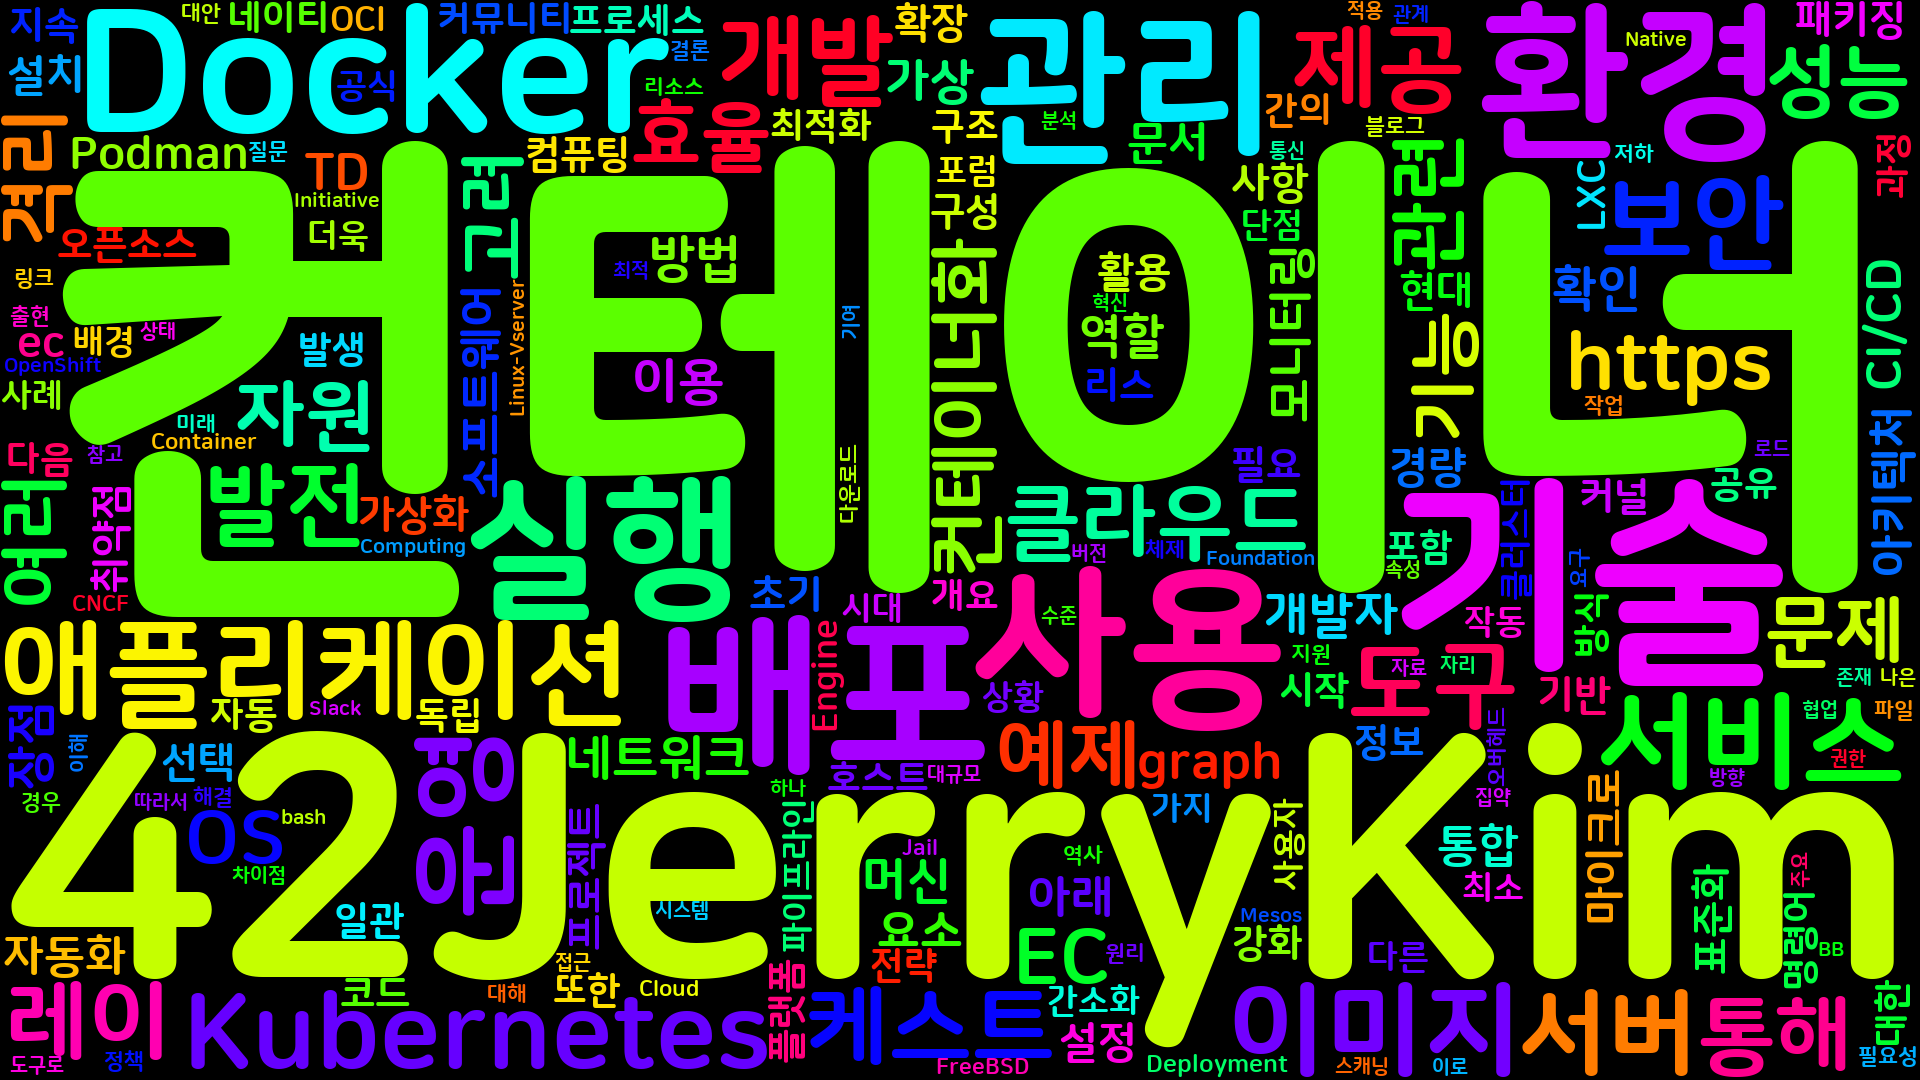 지속
대안
네이티
OCI
커뮤니티
프로세스
개발
확장
관리
제공
적용
관계
환경
Native
패키징
설치
Docker
공식
결론
리소스
가상
간의
성능
격리
Podman
질문
TD
Initiative
더욱
고려
컴퓨팅
효율
최적화
구조
분석
문서
블로그
통신
포럼
구성
사항
단점
관련
LXC
저하
보안
과정
오픈소스
링크
출현
ec
배경
상태
OpenShift
사례
컨테이너
방법
최적
소프트웨어
Linux-Vserver
발생
이용
기여
컨테이너화
활용
혁신
역할
리스
모니터링
현대
확인
기능
https
작업
CI/CD
자원
미래
Container
다음
참고
여러
취약점
발전
가상화
Computing
실행
다운로드
클라우드
버전
체제
Foundation
필요
경량
포함
속성
클러스터
커널
요구
공유
로드
아키텍처
CNCF
초기
시대
개요
사용
수준
개발자
기술
작동
방식
문제
애플리케이션
자동
Slack
독립
배포
Engine
상황
지원
시작
도구
자료
자리
기반
존재
나은
장점
이해
선택
운영
네트워크
호스트
대규모
예제
graph
정보
오버헤드
집약
서비스
협업
파일
권한
방향
경우
따라서
해결
OS
bash
차이점
42JerryKim
프로젝트
하나
파이프라인
Jail
머신
역사
가지
사용자
통합
최소
마이크로
표준화
주요
명령어
BB
일관
시스템
요소
아래
Mesos
강화
다른
자동화
접근
전략
EC
원리
레이
도구로
정책
Kubernetes
코드
대해
또한
Cloud
플랫폼
케스트
FreeBSD
간소화
설정
Deployment
이미지
스캐닝
이로
서버
통해
대한
필요성